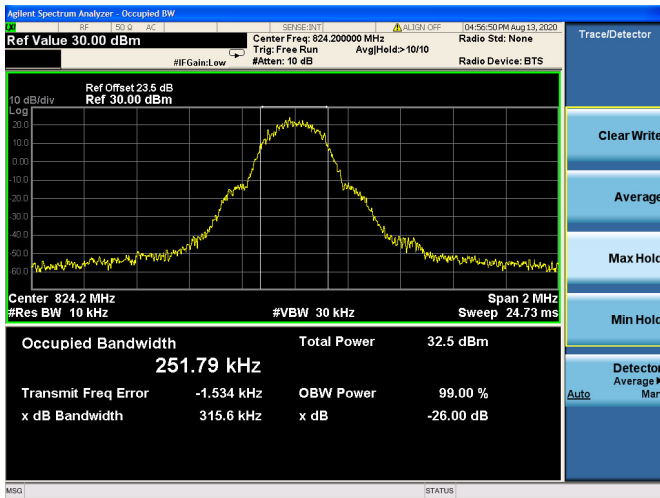 Agilent Spectrum Analyzer - Occupied BW
RF 50 Ω AC SENSE:INT ALIGN OFF 04:56:50 PM Aug 13, 2020
Ref Value 30.00 dBm
Center Freq: 824.200000 MHz Radio Std: None
Trig: Free Run Avg|Hold:> 10/10
#IFGain:Low #Atten: 10 dB Radio Device: BTS
Trace/Detector
Ref Offset 23.5 dB
10 dB/div Ref 30.00 dBm
Log
20.0
10.0
0.00
-10.0
-20.0
-30.0
-40.0
-50.0
-60.0
Center 824.2 MHz Span 2 MHz
#Res BW 10 kHz #VBW 30 kHz Sweep 24.73 ms
Occupied Bandwidth Total Power 32.5 dBm
251.79 kHz
Transmit Freq Error -1.534 kHz OBW Power 99.00 %
x dB Bandwidth 315.6 kHz x dB -26.00 dB
Clear Write
Average
Max Hold
Min Hold
Detector
Average
Auto Man
MSG STATUS